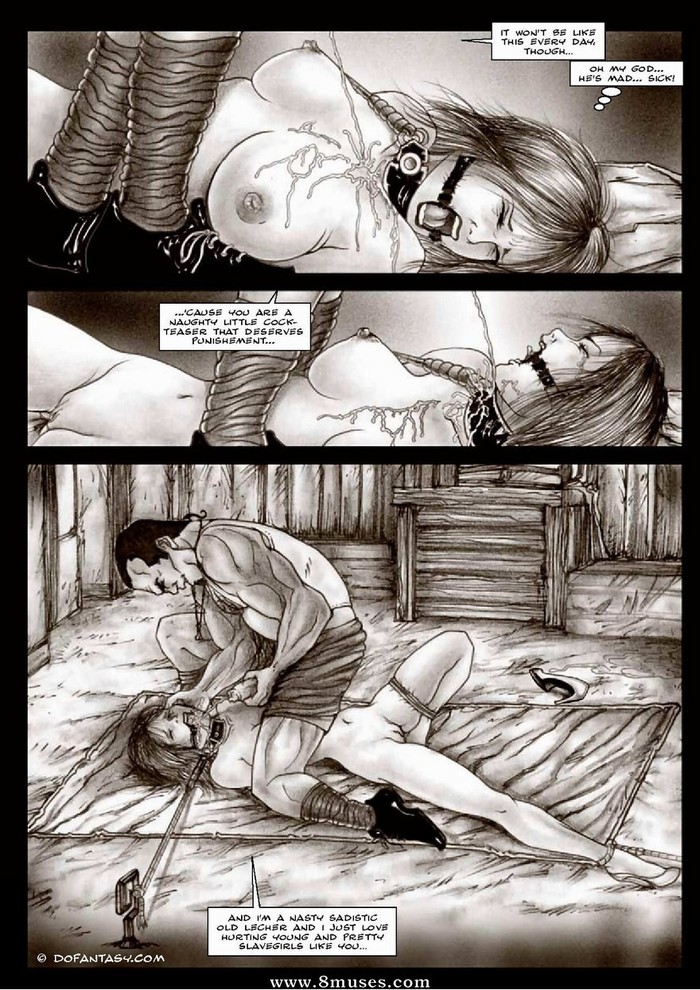 IT WON'T BE LIKE
THIS EVERY DAY,
THOUGH...
OH MY GOD...
HE'S MAD... SICK!
...'CAUSE YOU ARE A
NAUGHTY LITTLE COCK-
TEASER THAT DESERVES
PUNISHEMENT...
AND I'M A NASTY SADISTIC
OLD LECHER AND I JUST LOVE
HURTING YOUNG AND PRETTY
SLAVEGIRLS LIKE YOU...
© DOFANTASY.COM
www.8muses.com